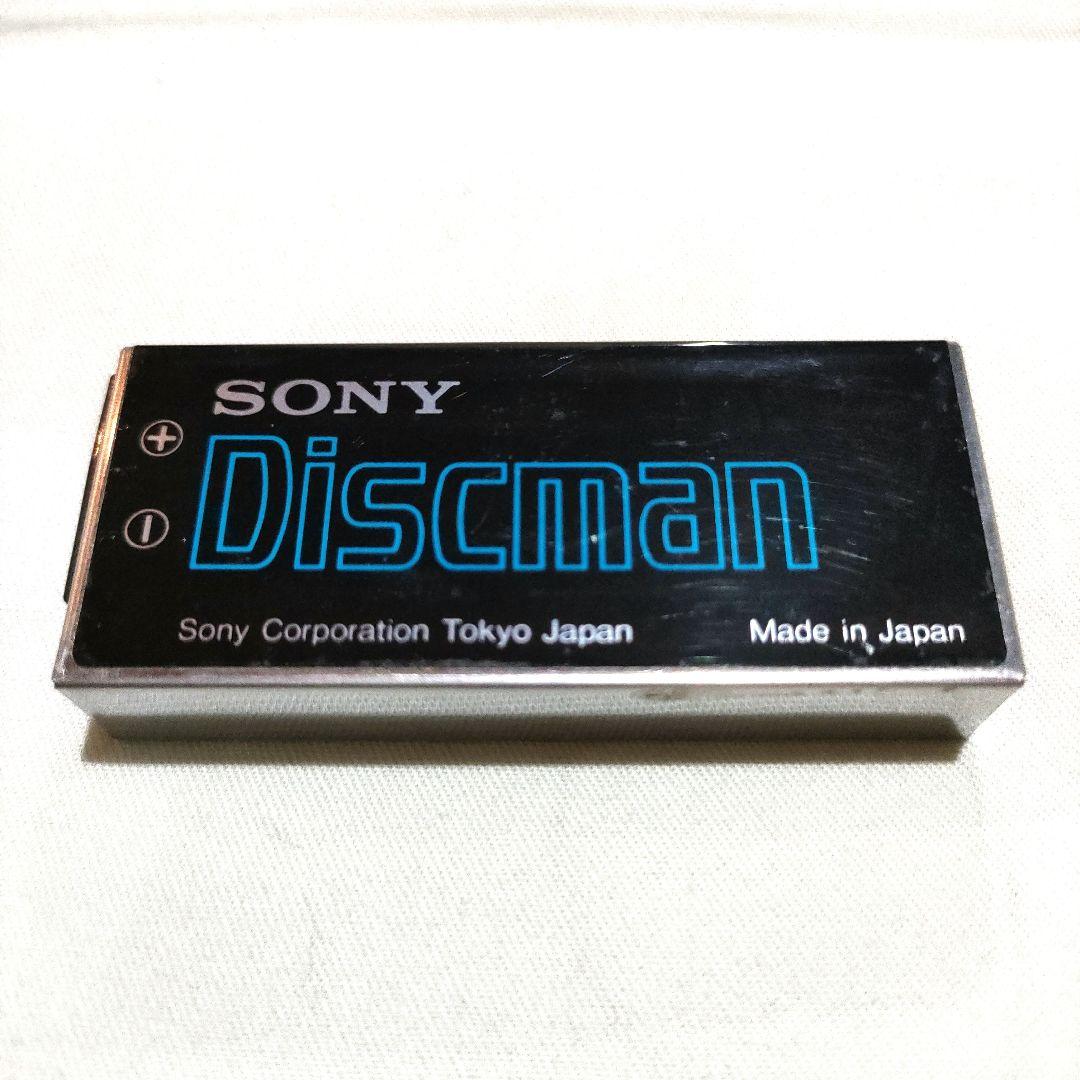 SONY
+
Discman
−
Sony Corporation Tokyo Japan Made in Japan